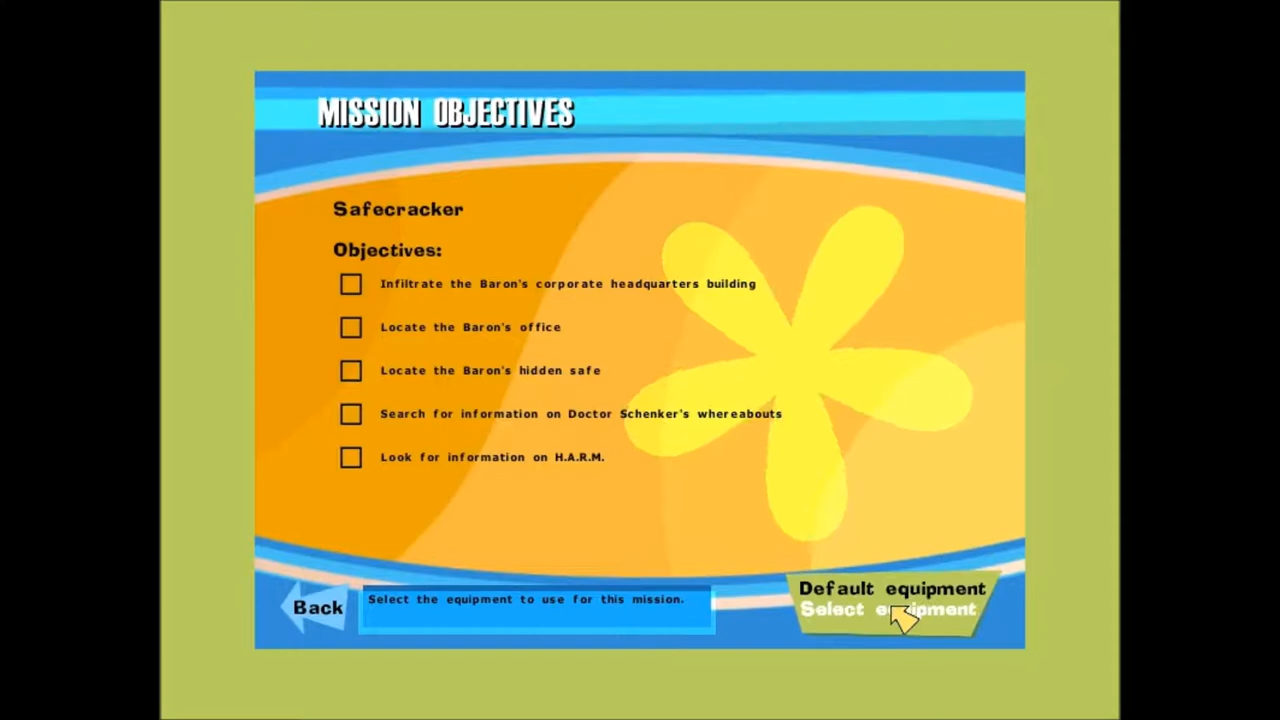 MISSION OBJECTIVES
Safecracker
Objectives:
Infiltrate the Baron's corporate headquarters building
Locate the Baron's office
Locate the Baron's hidden safe
Search for information on Doctor Schenker's whereabouts
Look for information on H.A.R.M.
Back
Select the equipment to use for this mission.
Default equipment
Select equipment